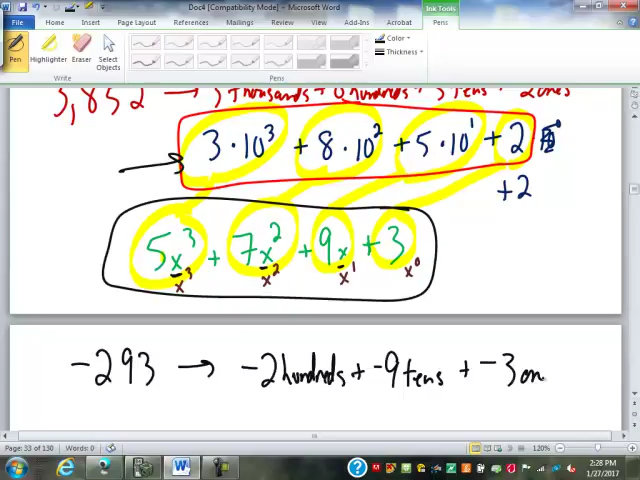 Doc4 [Compatibility Mode] - Microsoft Word
Ink Tools
File Home Insert Page Layout References Mailings Review View Add-Ins Acrobat Pens
Pen Highlighter Eraser Select Objects
Color
Thickness
Write Pens
3,852 → 3 thousands + 8 hundreds + 5 tens + 2 ones
3·10³ + 8·10² + 5·10¹ + 2
+2
5x³ + 7x² + 9x + 3
x³ x² x¹ x⁰
-293 → -2 hundreds + -9 tens + -3 on
Page: 33 of 130 Words: 0 120%
2:28 PM
1/27/2017